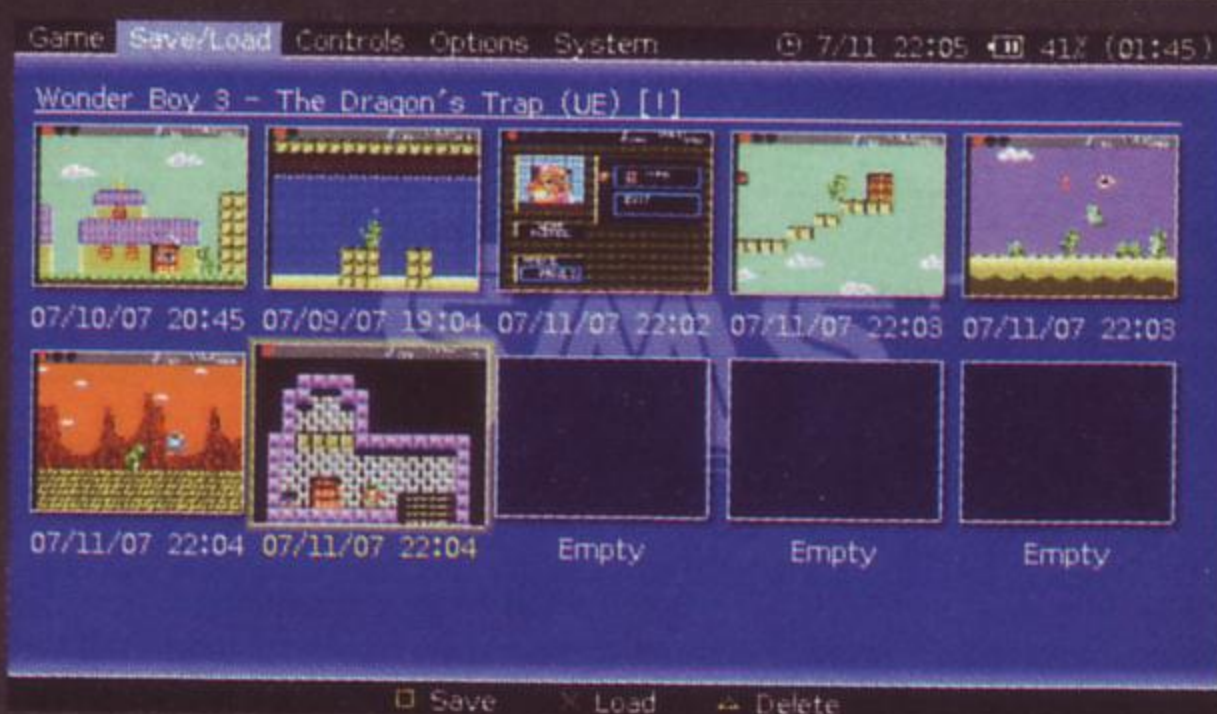 Game Save/Load Controls Options System 7/11 22:05 41% (01:45)
Wonder Boy 3 - The Dragon's Trap (UE) [!]
07/10/07 20:45 07/09/07 19:04 07/11/07 22:02 07/11/07 22:03 07/11/07 22:03
EXIT
SMS
07/11/07 22:04 07/11/07 22:04 Empty Empty Empty
Save Load Delete